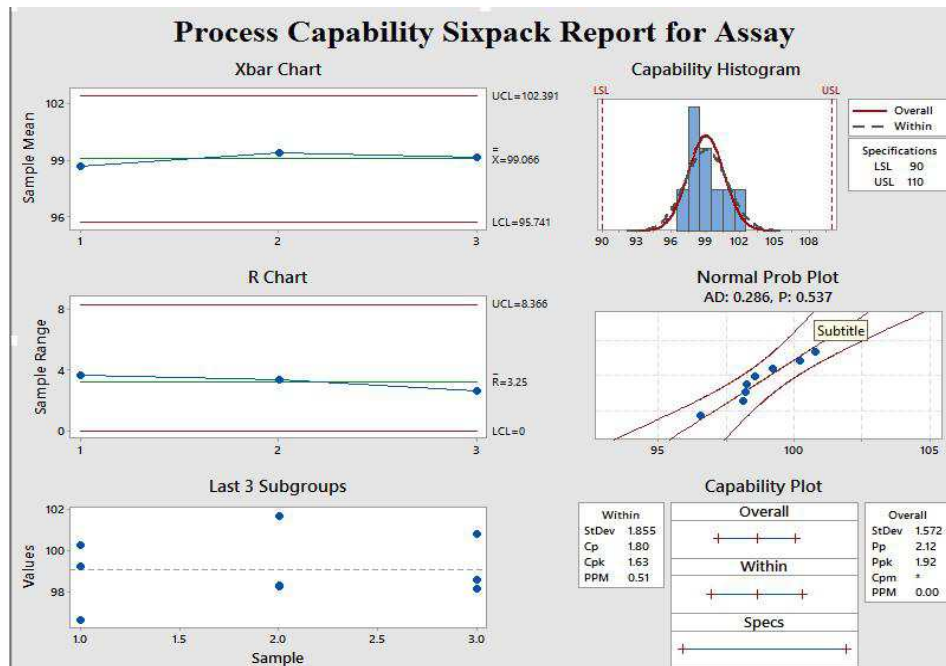 Process Capability Sixpack Report for Assay
Xbar Chart
Sample Mean
102
99
96
1
2
3
UCL=102.391
X=99.066
LCL=95.741
Capability Histogram
LSL
USL
90 93 96 99 102 105 108
Overall
Within
Specifications
LSL 90
USL 110
R Chart
Sample Range
8
4
0
1
2
3
UCL=8.366
R=3.25
LCL=0
Normal Prob Plot
AD: 0.286, P: 0.537
Subtitle
95
100
105
Last 3 Subgroups
Values
102
100
98
1.0 1.5 2.0 2.5 3.0
Sample
Capability Plot
Within
StDev 1.855
Cp 1.80
Cpk 1.63
PPM 0.51
Overall
Within
Specs
Overall
StDev 1.572
Pp 2.12
Ppk 1.92
Cpm *
PPM 0.00